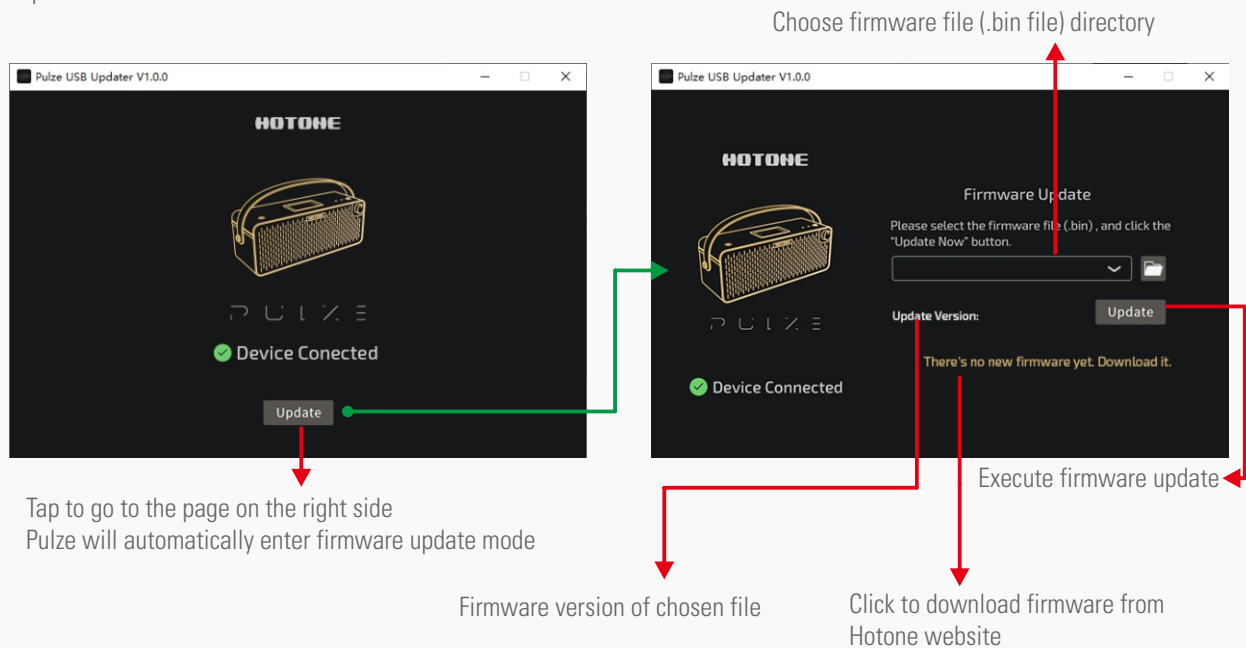 Choose firmware file (.bin file) directory
Pulze USB Updater V1.0.0
HOTONE
PULZE
Device Conected
Update
Tap to go to the page on the right side
Pulze will automatically enter firmware update mode
Pulze USB Updater V1.0.0
HOTONE
PULZE
Device Connected
Firmware Update
Please select the firmware file (.bin) , and click the
"Update Now" button.
Update Version:
Update
There's no new firmware yet. Download it.
Execute firmware update
Firmware version of chosen file
Click to download firmware from
Hotone website